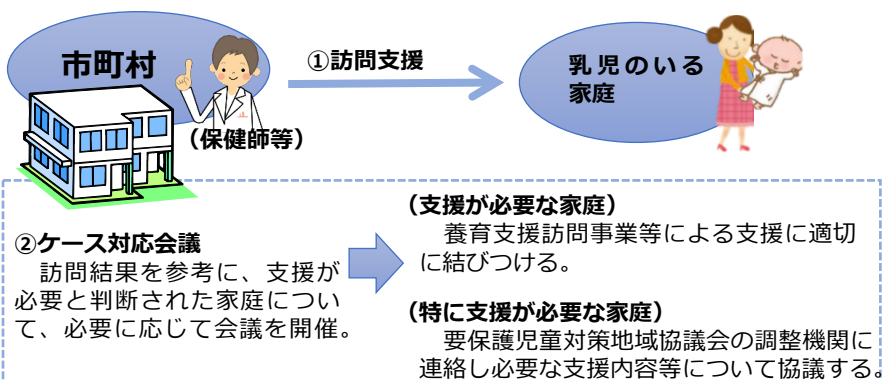 市町村
①訪問支援
乳児のいる
家庭
（保健師等）
②ケース対応会議
訪問結果を参考に、支援が
必要と判断された家庭につい
て、必要に応じて会議を開催。
（支援が必要な家庭）
養育支援訪問事業等による支援に適切
に結びつける。
（特に支援が必要な家庭）
要保護児童対策地域協議会の調整機関に
連絡し必要な支援内容等について協議する。